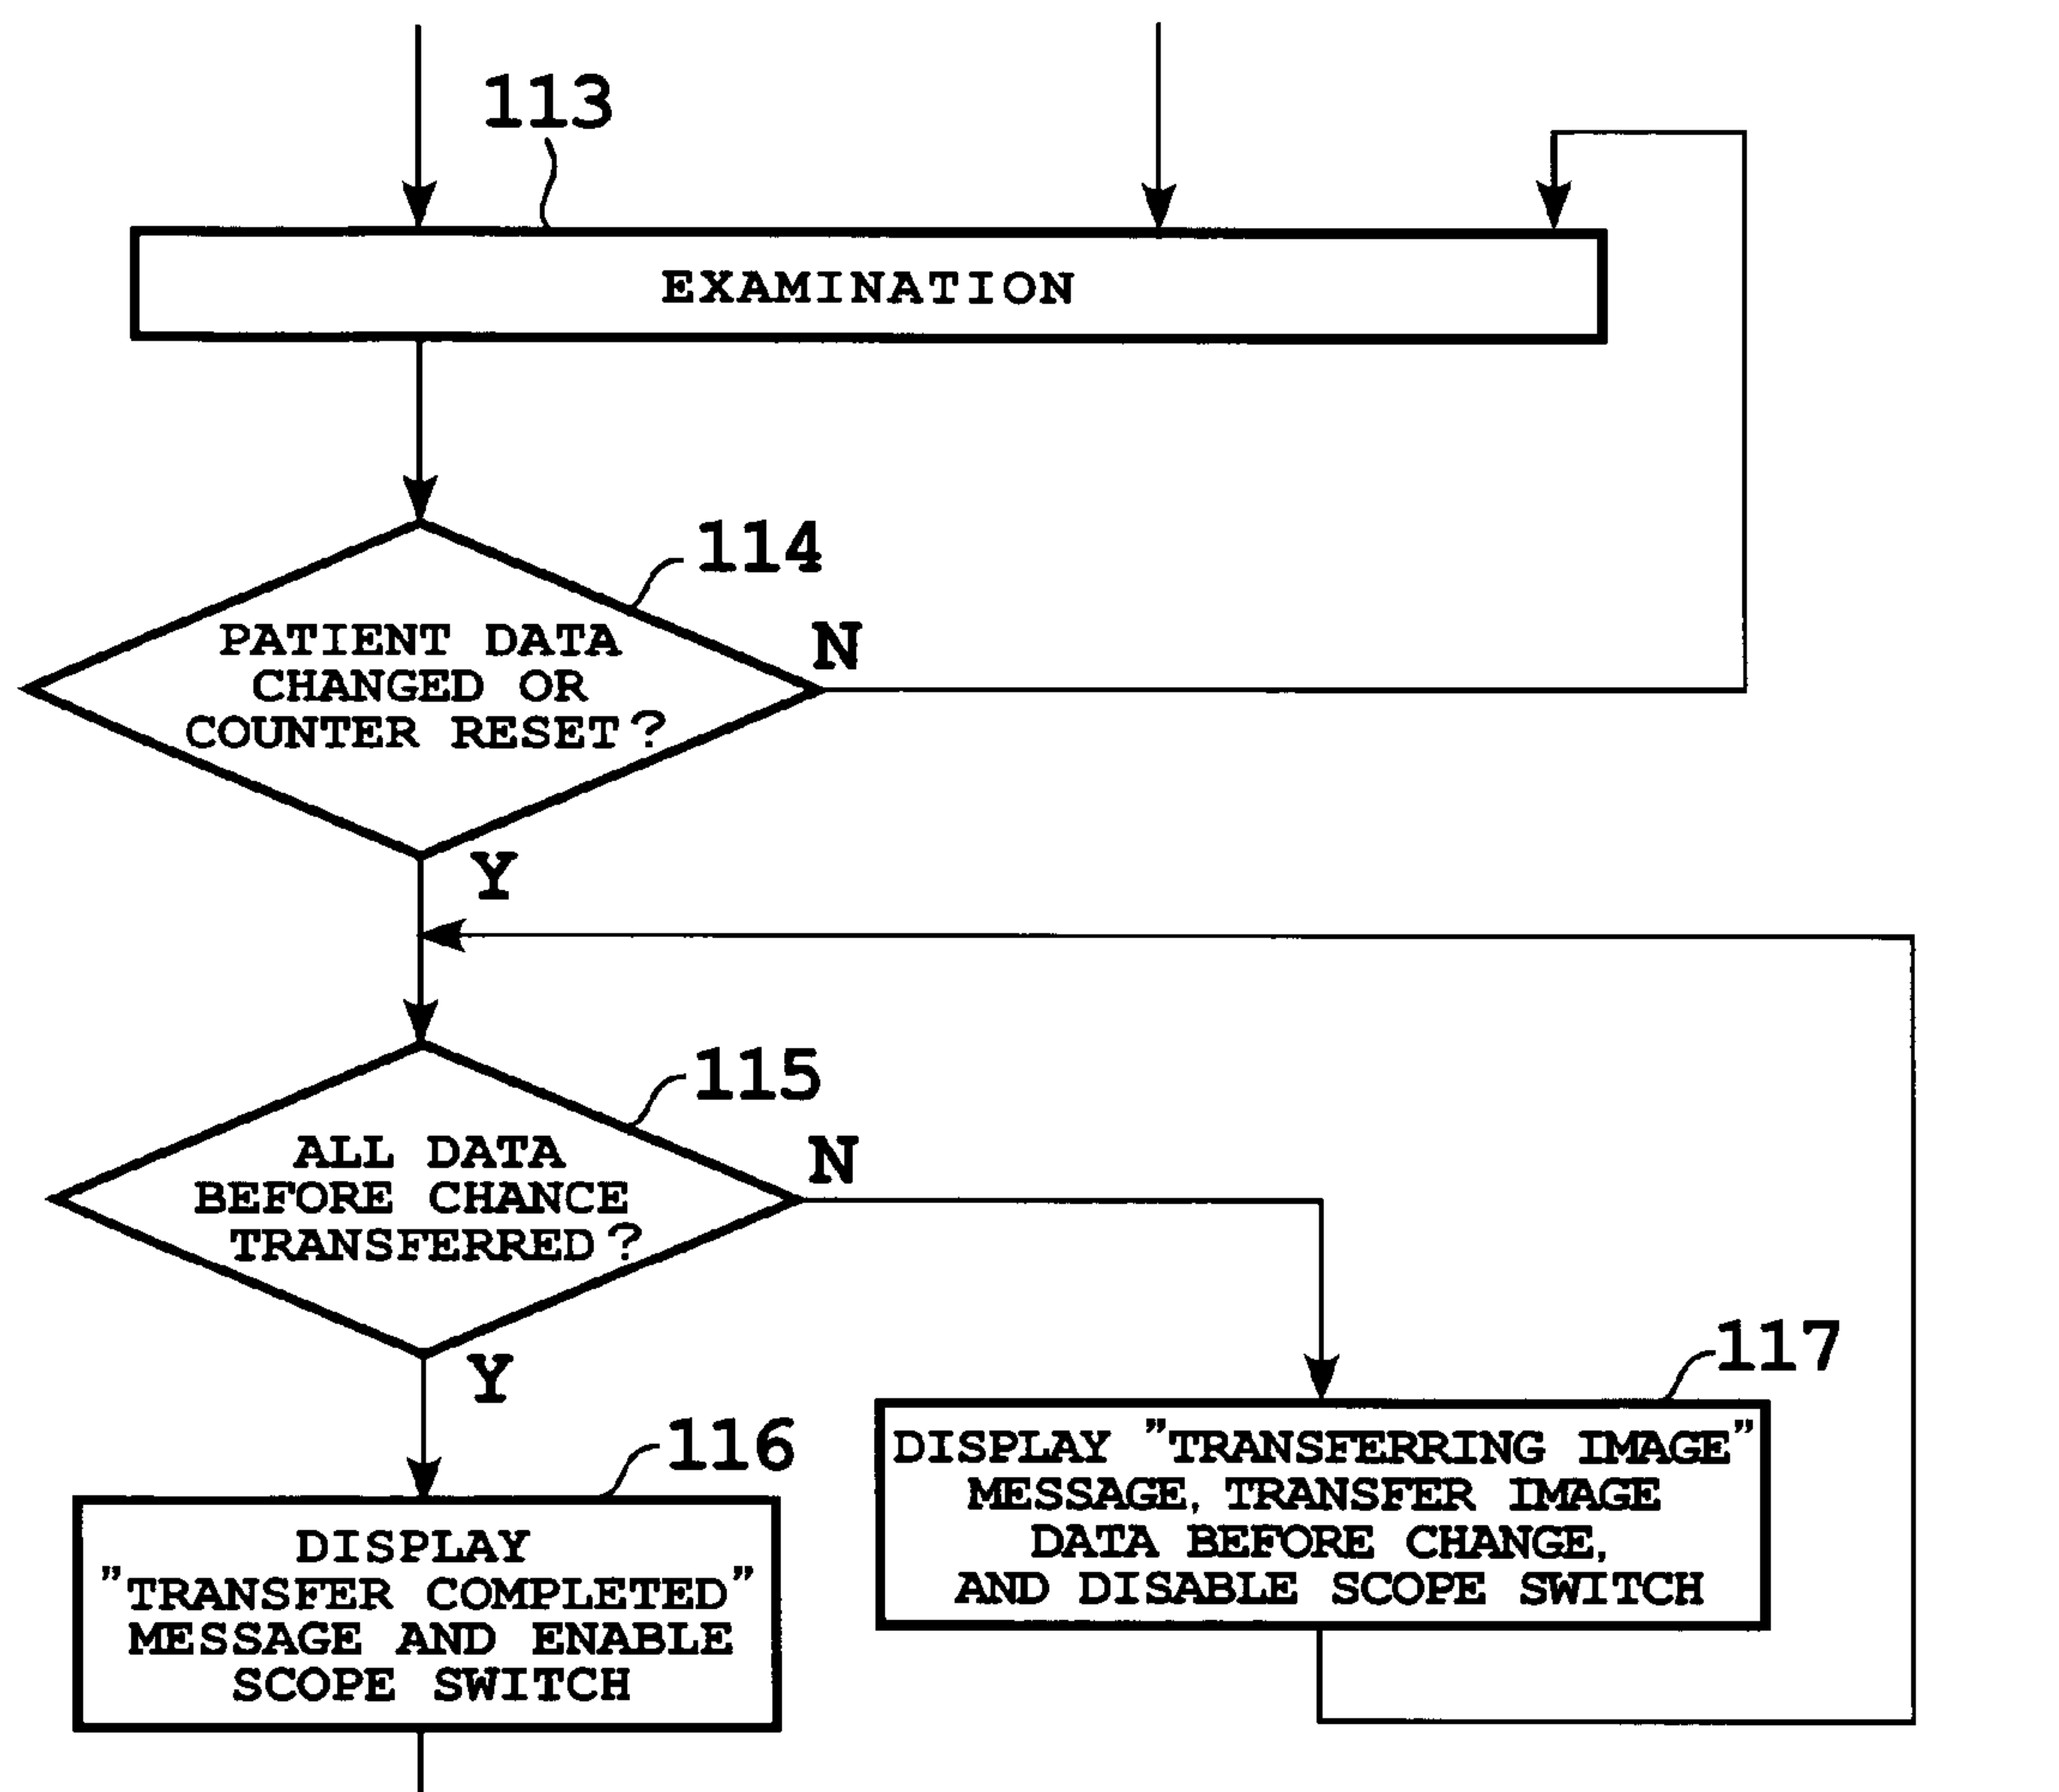 113
EXAMINATION
114
PATIENT DATA
CHANGED OR
COUNTER RESET?
N
Y
115
ALL DATA
BEFORE CHANCE
TRANSFERRED?
N
Y
117
DISPLAY "TRANSFERRING IMAGE"
MESSAGE, TRANSFER IMAGE
DATA BEFORE CHANGE,
AND DISABLE SCOPE SWITCH
116
DISPLAY
"TRANSFER COMPLETED"
MESSAGE AND ENABLE
SCOPE SWITCH